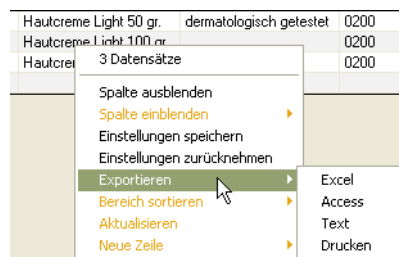 Hautcreme Light 50 gr. dermatologisch getestet 0200
Hautcreme Light 100 gr. 0200
0200
3 Datensätze
Spalte ausblenden
Spalte einblenden
Einstellungen speichern
Einstellungen zurücknehmen
Exportieren
Bereich sortieren
Aktualisieren
Neue Zeile
Excel
Access
Text
Drucken